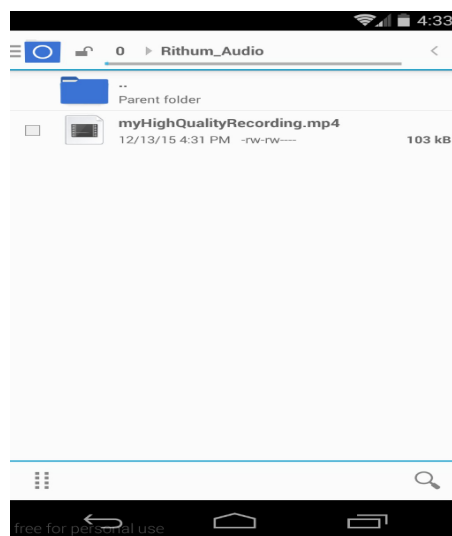 4:33
0 Rithum_Audio
..
Parent folder
myHighQualityRecording.mp4
12/13/15 4:31 PM -rw-rw----
103 kB
free for personal use